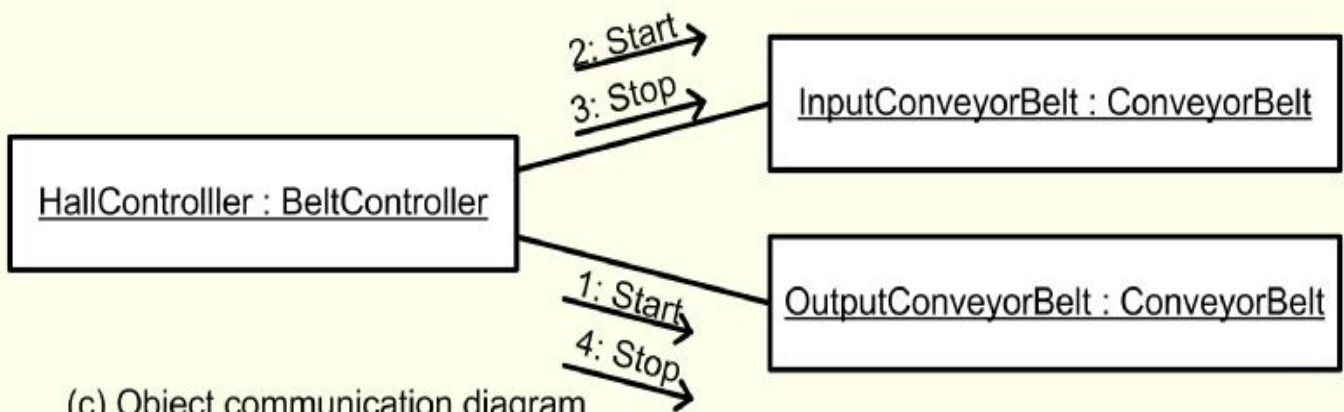 2: Start
3: Stop
InputConveyorBelt : ConveyorBelt
HallControlller : BeltController
1: Start
4: Stop
OutputConveyorBelt : ConveyorBelt
(c) Object communication diagram